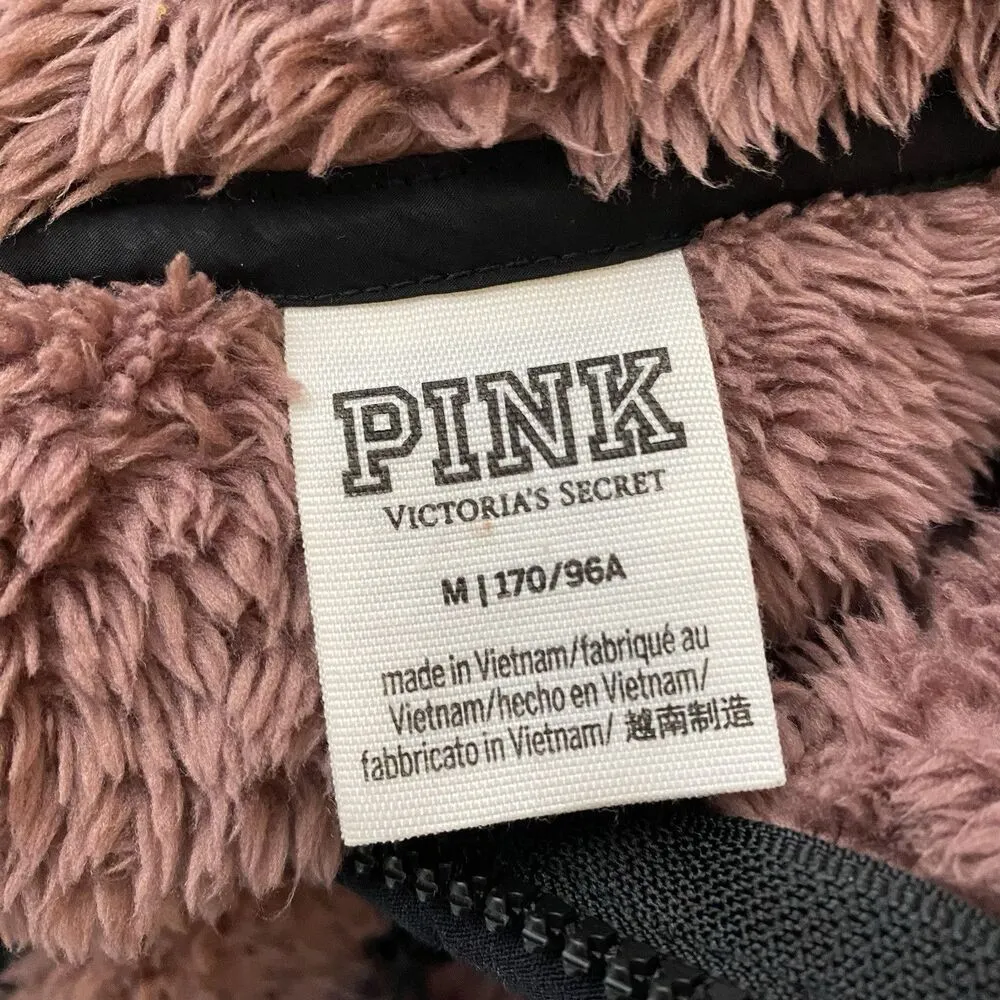 PINK
VICTORIA'S SECRET
M | 170/96A
made in Vietnam/fabriqué au
Vietnam/hecho en Vietnam/
fabbricato in Vietnam/ 越南制造